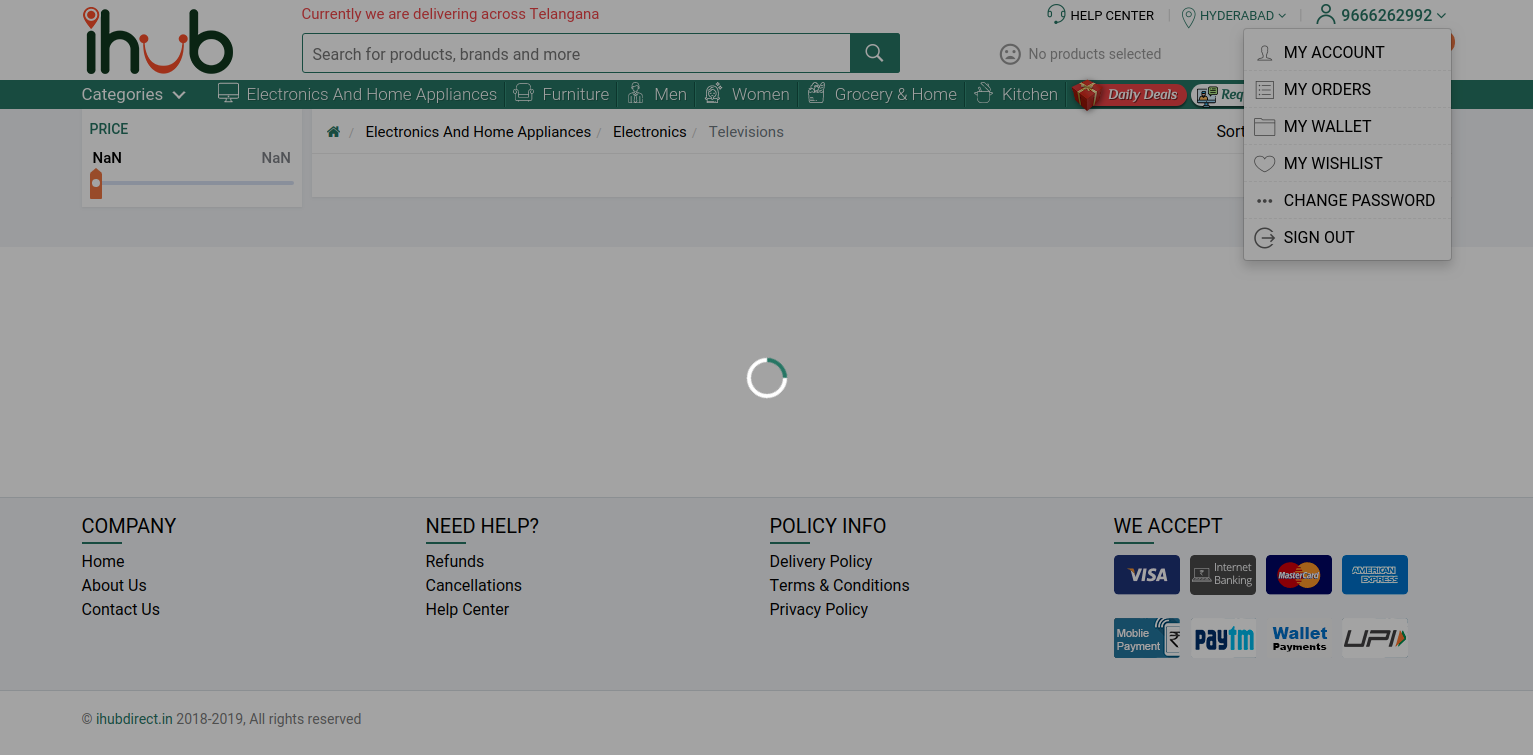 Currently we are delivering across Telangana
HELP CENTER
HYDERABAD
9666262992
ihub
Search for products, brands and more
No products selected
MY ACCOUNT
MY ORDERS
MY WALLET
MY WISHLIST
CHANGE PASSWORD
SIGN OUT
Categories
Electronics And Home Appliances
Furniture
Men
Women
Grocery & Home
Kitchen
Daily Deals
PRICE
NaN
NaN
Electronics And Home Appliances / Electronics / Televisions
Sort
COMPANY
Home
About Us
Contact Us
NEED HELP?
Refunds
Cancellations
Help Center
POLICY INFO
Delivery Policy
Terms & Conditions
Privacy Policy
WE ACCEPT
VISA
Internet
Banking
MasterCard
AMERICAN
EXPRESS
Moblie
Payment
paytm
Wallet
Payments
UPI
© ihubdirect.in 2018-2019, All rights reserved